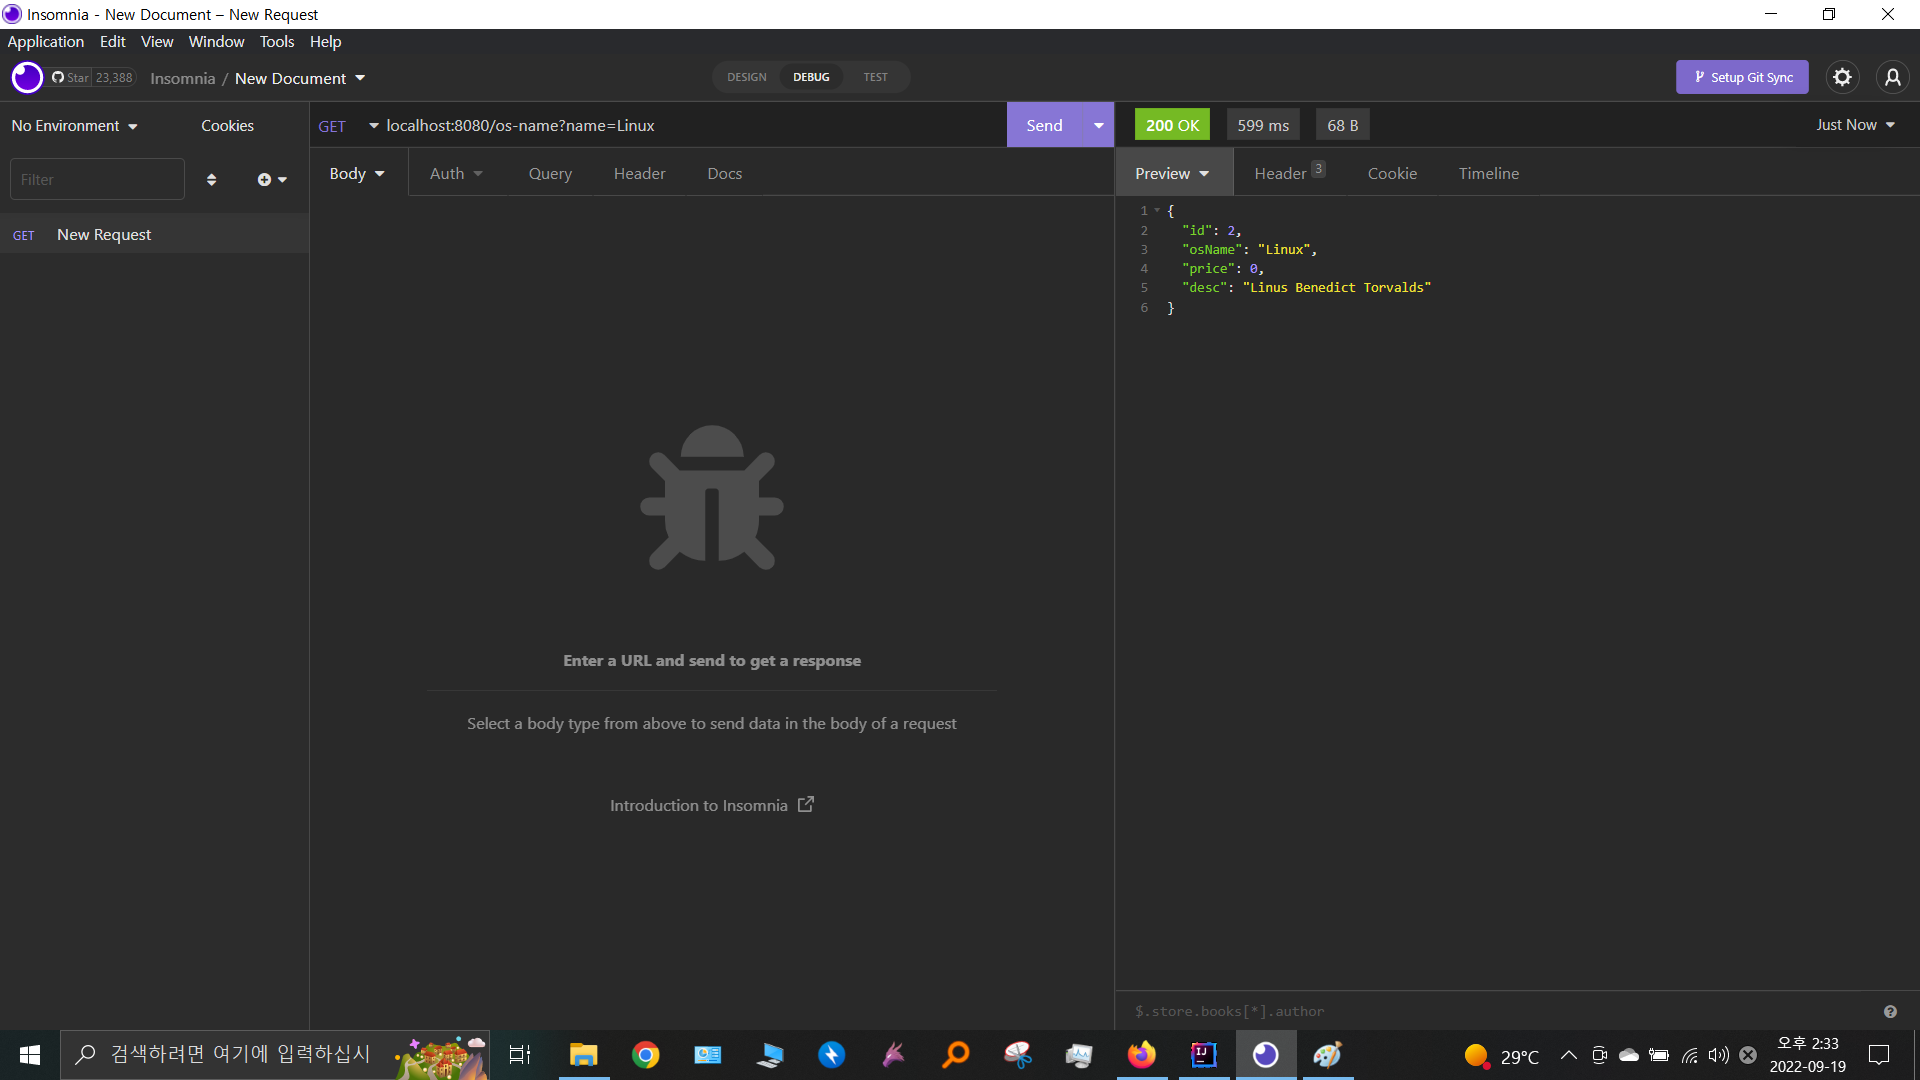 Insomnia - New Document – New Request
Application Edit View Window Tools Help
Star 23,388 Insomnia / New Document DESIGN DEBUG TEST Setup Git Sync
No Environment Cookies
Filter
GET New Request
GET localhost:8080/os-name?name=Linux Send
Body Auth Query Header Docs
Enter a URL and send to get a response
Select a body type from above to send data in the body of a request
Introduction to Insomnia
200 OK 599 ms 68 B Just Now
Preview Header 3 Cookie Timeline
1 {
2 "id": 2,
3 "osName": "Linux",
4 "price": 0,
5 "desc": "Linus Benedict Torvalds"
6 }
$.store.books[*].author
검색하려면 여기에 입력하십시
IJ
29°C
오후 2:33
2022-09-19